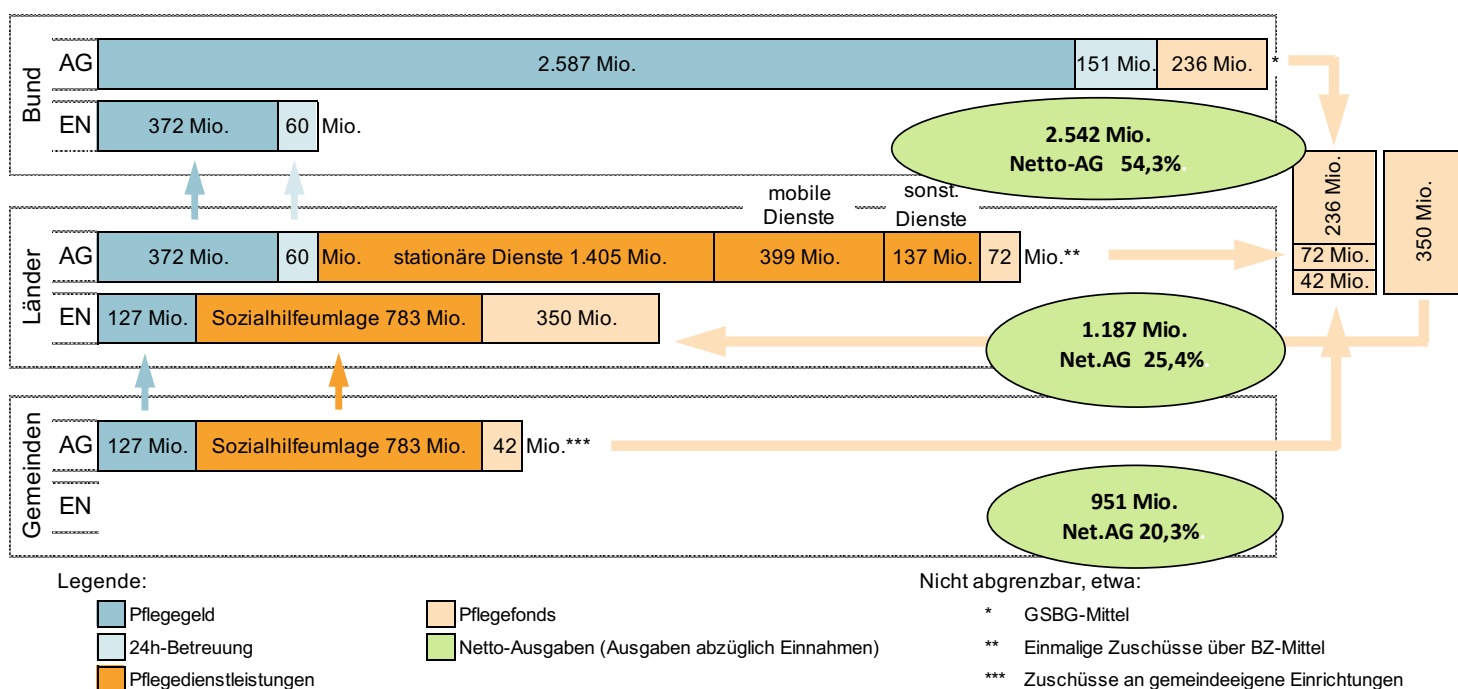 Bund
AG 2.587 Mio. 151 Mio. 236 Mio. *
EN 372 Mio. 60 Mio.
2.542 Mio.
Netto-AG 54,3%.
236 Mio.
72 Mio.
42 Mio.
350 Mio.
mobile
Dienste
sonst.
Dienste
Länder
AG 372 Mio. 60 Mio. stationäre Dienste 1.405 Mio. 399 Mio. 137 Mio. 72 Mio.**
EN 127 Mio. Sozialhilfeumlage 783 Mio. 350 Mio.
1.187 Mio.
Net.AG 25,4%.
Gemeinden
AG 127 Mio. Sozialhilfeumlage 783 Mio. 42 Mio.***
EN
951 Mio.
Net.AG 20,3%.
Legende:
Pflegegeld
24h-Betreuung
Pflegedienstleistungen
Pflegefonds
Netto-Ausgaben (Ausgaben abzüglich Einnahmen)
Nicht abgrenzbar, etwa:
* GSBG-Mittel
** Einmalige Zuschüsse über BZ-Mittel
*** Zuschüsse an gemeindeeigene Einrichtungen